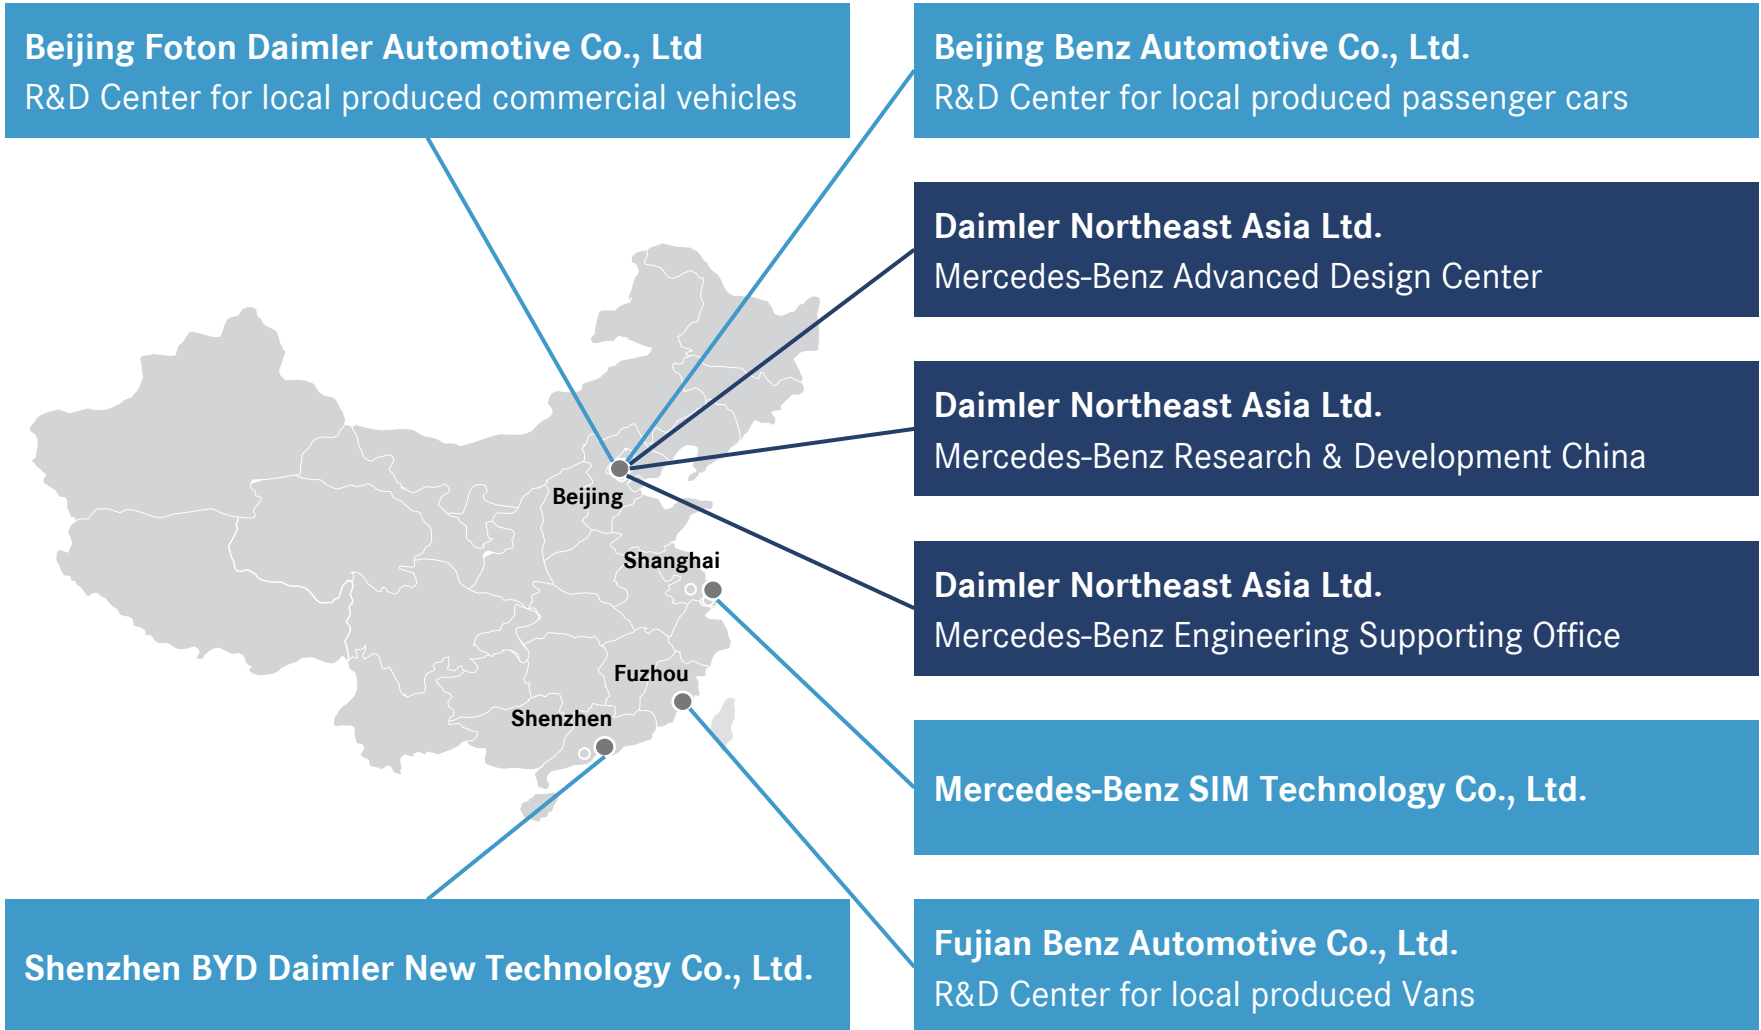 Beijing Foton Daimler Automotive Co., Ltd
R&D Center for local produced commercial vehicles
Beijing Benz Automotive Co., Ltd.
R&D Center for local produced passenger cars
Daimler Northeast Asia Ltd.
Mercedes-Benz Advanced Design Center
Daimler Northeast Asia Ltd.
Mercedes-Benz Research & Development China
Beijing
Shanghai
Daimler Northeast Asia Ltd.
Mercedes-Benz Engineering Supporting Office
Fuzhou
Shenzhen
Mercedes-Benz SIM Technology Co., Ltd.
Shenzhen BYD Daimler New Technology Co., Ltd.
Fujian Benz Automotive Co., Ltd.
R&D Center for local produced Vans